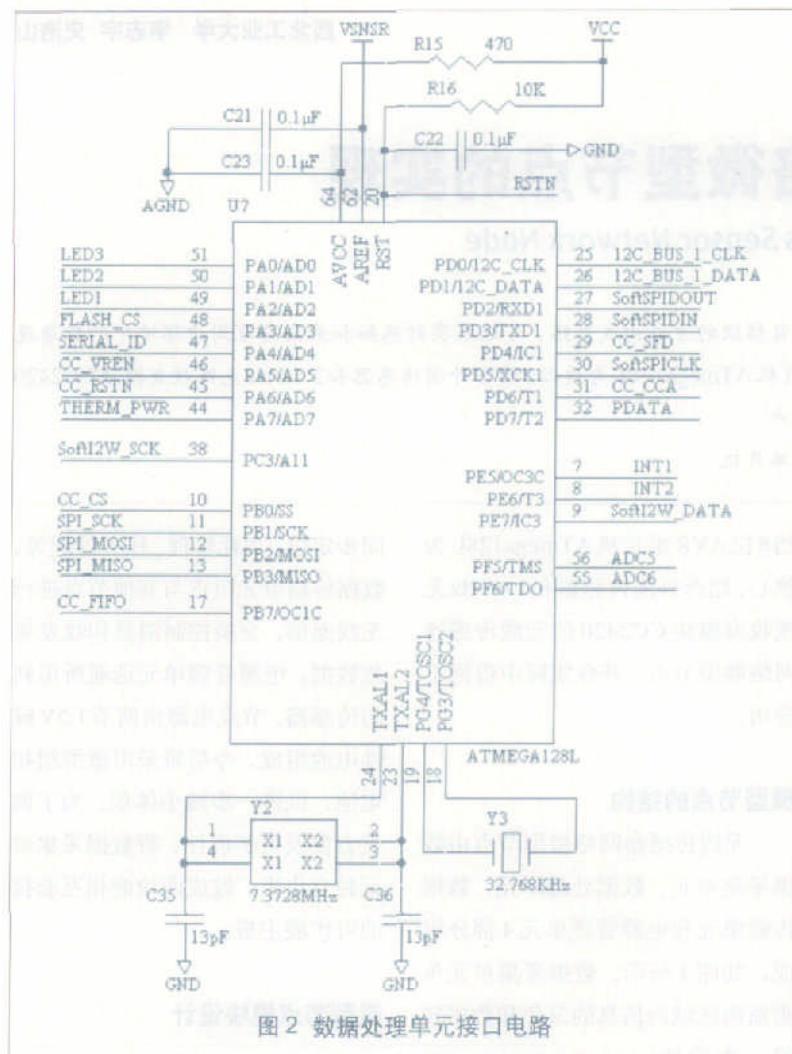 VSNSR
R15 470 VCC
R16 10K
C21 0.1μF
C22 0.1μF
C23 0.1μF
GND
AGND
U7
64 62 20
RSTN
AVCC
AREF
RST
LED3 51 PA0/AD0
LED2 50 PA1/AD1
LED1 49 PA2/AD2
FLASH_CS 48 PA3/AD3
SERIAL_ID 47 PA4/AD4
CC_VREN 46 PA5/AD5
CC_RSTN 45 PA6/AD6
THERM_PWR 44 PA7/AD7
SoftI2W_SCK 38 PC3/A11
CC_CS 10 PB0/SS
SPI_SCK 11 PB1/SCK
SPI_MOSI 12 PB2/MOSI
SPI_MISO 13 PB3/MISO
CC_FIFO 17 PB7/OC1C
PD0/I2C_CLK 25 I2C_BUS_1_CLK
PD1/I2C_DATA 26 I2C_BUS_1_DATA
PD2/RXD1 27 SoftSPIDOUT
PD3/TXD1 28 SoftSPIDIN
PD4/IC1 29 CC_SFD
PD5/XCK1 30 SoftSPICLK
PD6/T1 31 CC_CCA
PD7/T2 32 PDATA
PE5/OC3C 7 INT1
PE6/T3 8 INT2
PE7/IC3 9 SoftI2W_DATA
PF5/TMS 56 ADC5
PF6/TDO 55 ADC6
TXAL1
TXAL2
PG4/TOSC1
PG3/TOSC2
ATMEGA128L
24 23 19 18
Y2
1 X1 X2 2
4 X1 X2 3
7.3728MHz
Y3
32.768KHz
C35
13pF
C36
13pF
GND
GND
图 2 数据处理单元接口电路